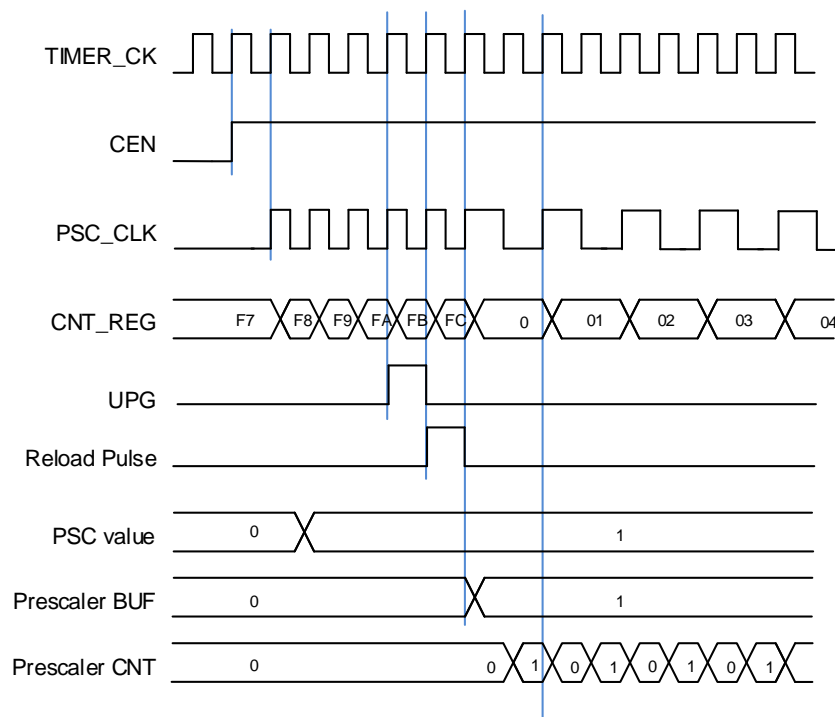 TIMER_CK
CEN
PSC_CLK
CNT_REG F7 F8 F9 FA FB FC 0 01 02 03 04
UPG
Reload Pulse
PSC value 0 1
Prescaler BUF 0 1
Prescaler CNT 0 0 1 0 1 0 1 0 1